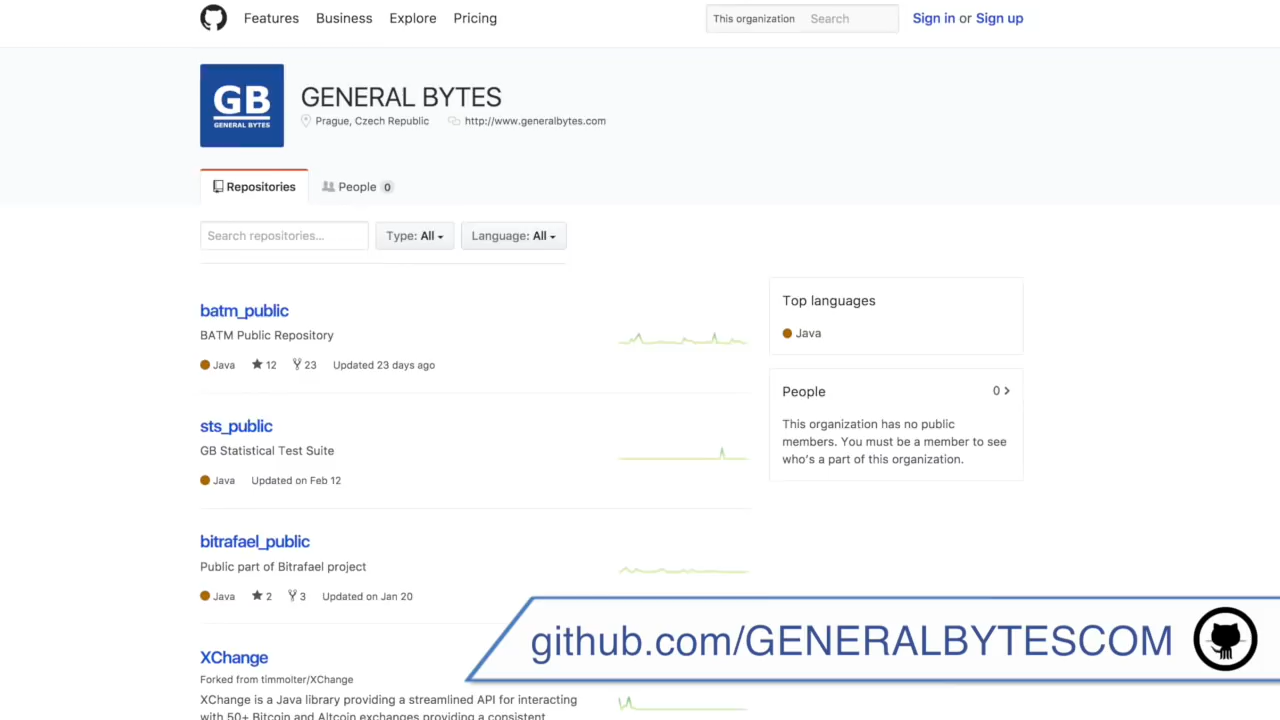 Features Business Explore Pricing This organization Search Sign in or Sign up
GB
GENERAL BYTES
GENERAL BYTES
Prague, Czech Republic http://www.generalbytes.com
Repositories People 0
Search repositories... Type: All Language: All
batm_public
BATM Public Repository
Java 12 23 Updated 23 days ago
Top languages
Java
People 0
This organization has no public
members. You must be a member to see
who's a part of this organization.
sts_public
GB Statistical Test Suite
Java Updated on Feb 12
bitrafael_public
Public part of Bitrafael project
Java 2 3 Updated on Jan 20
XChange
Forked from timmolter/XChange
XChange is a Java library providing a streamlined API for interacting
with 50+ Bitcoin and Altcoin exchanges providing a consistent
github.com/GENERALBYTESCOM